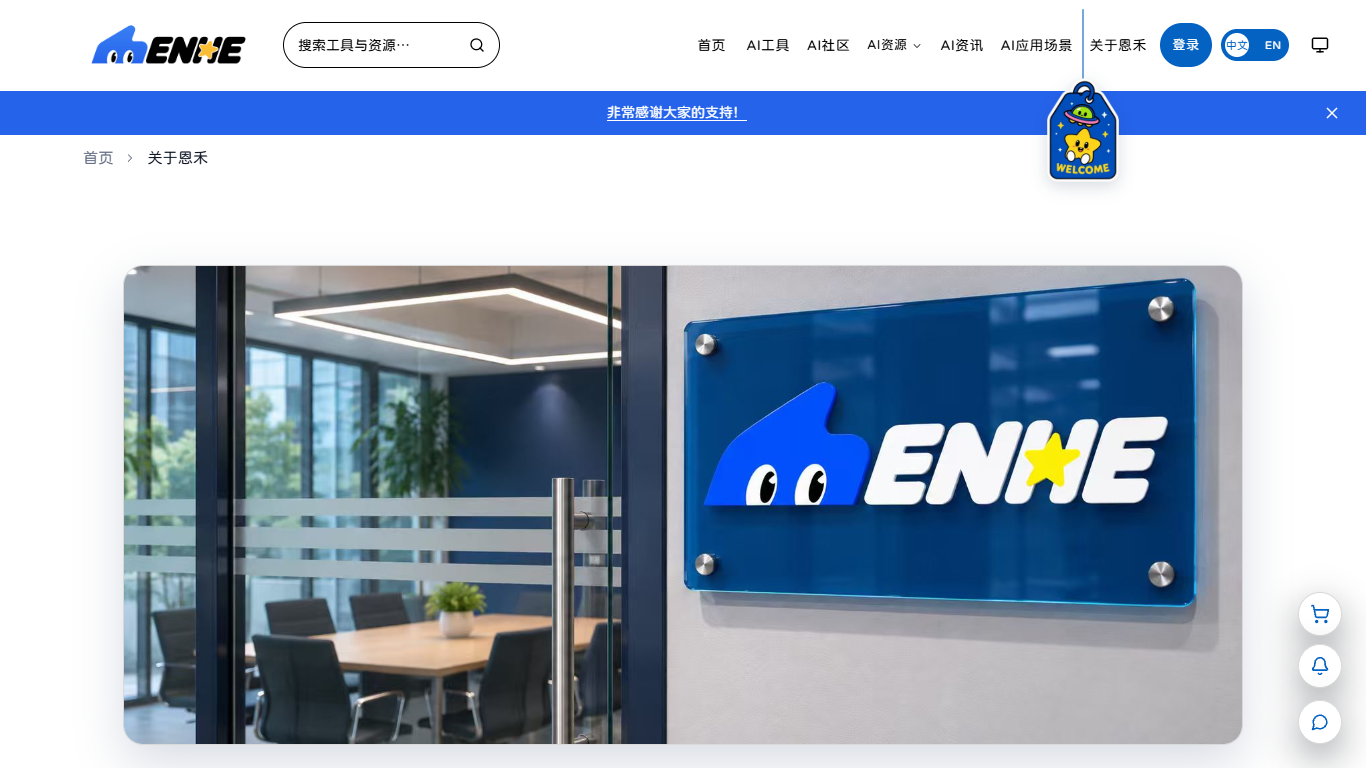 ENHE
搜索工具与资源···
首页
AI工具
AI社区
AI资源
AI资讯
AI应用场景
关于恩禾
登录
中文
EN
非常感谢大家的支持！
WELCOME
首页
关于恩禾
ENHE